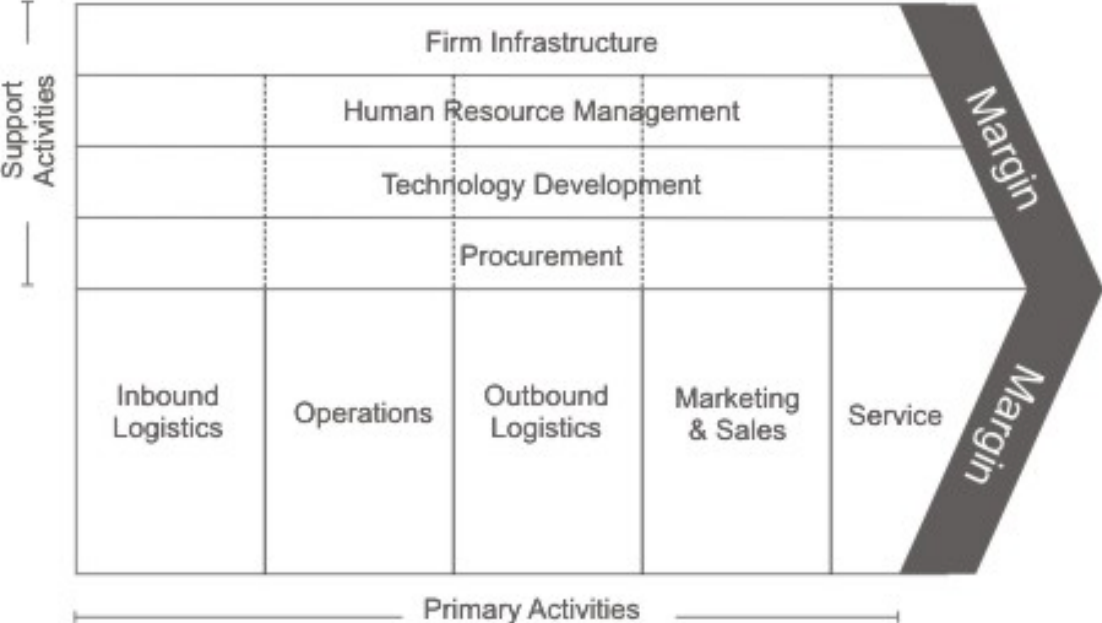 Support
Activities
Firm Infrastructure
Human Resource Management
Technology Development
Procurement
Inbound
Logistics
Operations
Outbound
Logistics
Marketing
& Sales
Service
Margin
Margin
Primary Activities